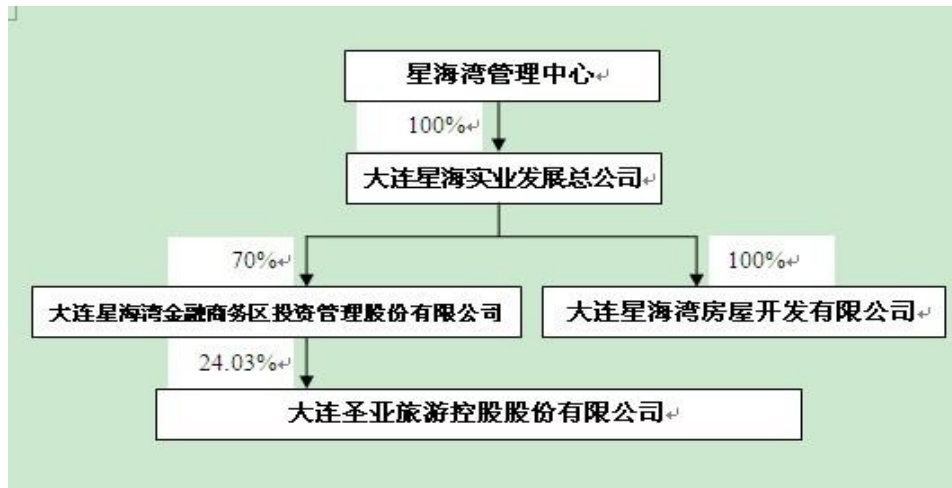 星海湾管理中心
100%
大连星海实业发展总公司
70%
100%
大连星海湾金融商务区投资管理股份有限公司
大连星海湾房屋开发有限公司
24.03%
大连圣亚旅游控股股份有限公司